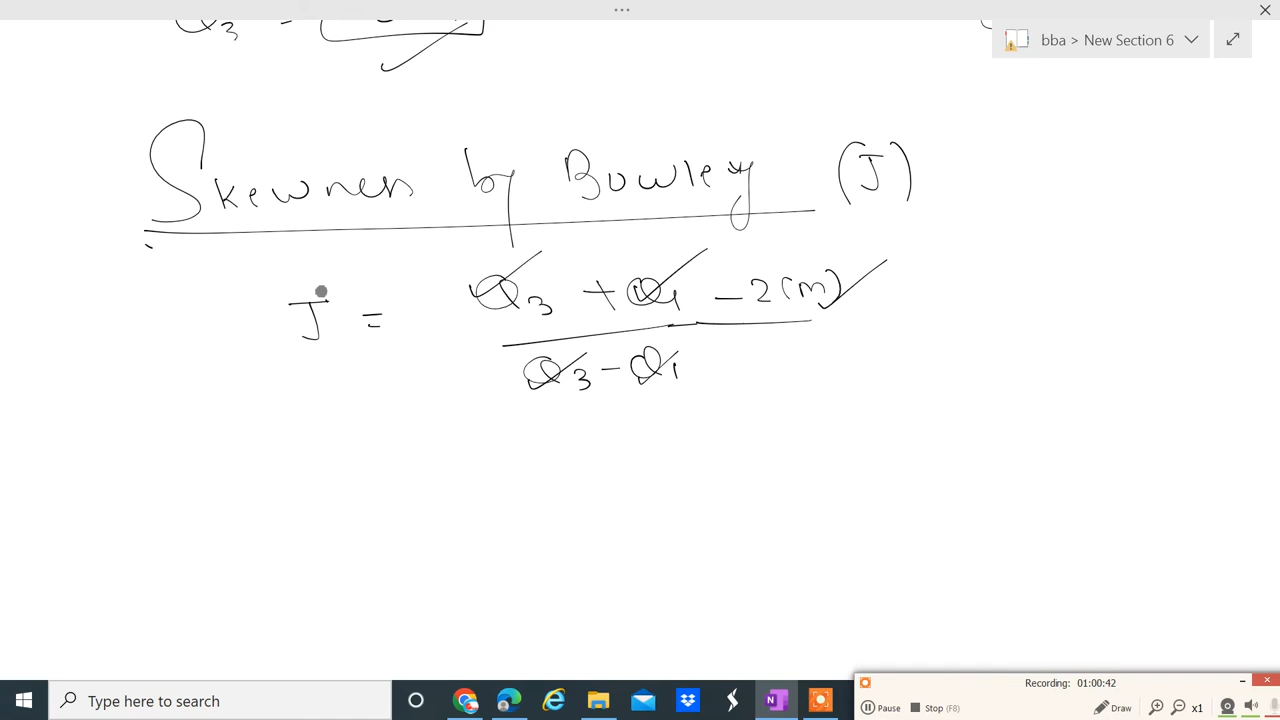 Q3 =
bba > New Section 6
Skewness by Bowley (J)
J = Q3 + Q1 - 2(m)
Q3 - Q1
Recording: 01:00:42
Type here to search
Pause
Stop (F8)
Draw
x1